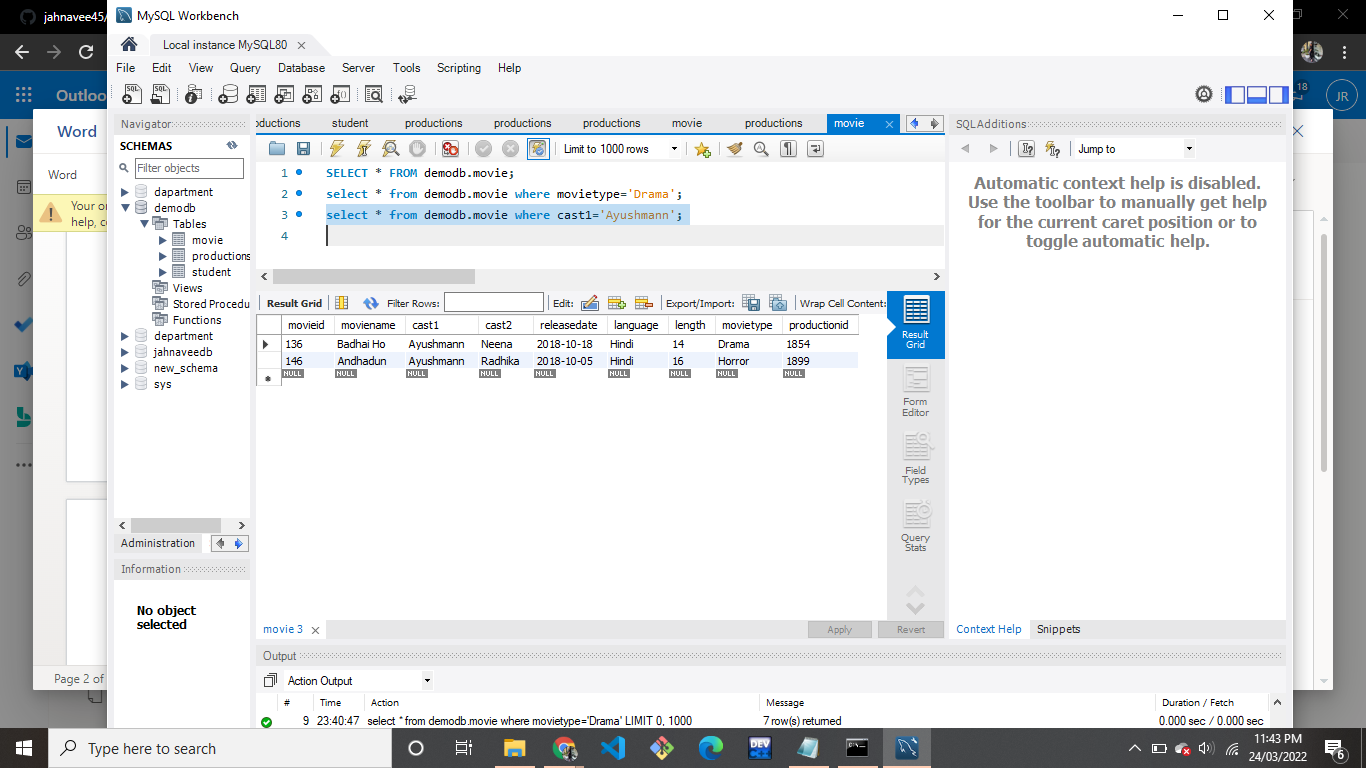 jahnavee45/
MySQL Workbench
Local instance MySQL80
File Edit View Query Database Server Tools Scripting Help
Outlook
18
JR
Word
Word
Your o
help, c
Page 2 of
Navigator
SCHEMAS
Filter objects
dapartment
demodb
Tables
movie
productions
student
Views
Stored Procedu
Functions
department
jahnaveedb
new_schema
sys
Administration
Information
No object
selected
oductions student productions productions productions movie productions movie
Limit to 1000 rows
1 SELECT * FROM demodb.movie;
2 select * from demodb.movie where movietype='Drama';
3 select * from demodb.movie where cast1='Ayushmann';
4
Result Grid Filter Rows: Edit: Export/Import: Wrap Cell Content:
movieid moviename cast1 cast2 releasedate language length movietype productionid
136 Badhai Ho Ayushmann Neena 2018-10-18 Hindi 14 Drama 1854
146 Andhadun Ayushmann Radhika 2018-10-05 Hindi 16 Horror 1899
NULL NULL NULL NULL NULL NULL NULL NULL NULL
Result
Grid
Form
Editor
Field
Types
Query
Stats
movie 3
Apply Revert
SQLAdditions
Jump to
Automatic context help is disabled.
Use the toolbar to manually get help
for the current caret position or to
toggle automatic help.
Context Help Snippets
Output
Action Output
# Time Action Message Duration / Fetch
9 23:40:47 select * from demodb.movie where movietype='Drama' LIMIT 0, 1000 7 row(s) returned 0.000 sec / 0.000 sec
Type here to search
DEV
11:43 PM
24/03/2022
6